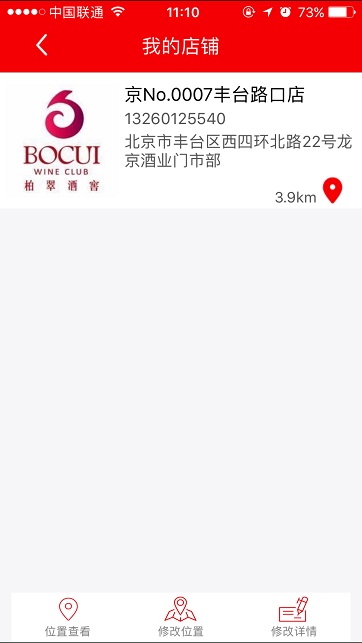 中国联通 11:10 73%
我的店铺
BOCUI
WINE CLUB
柏翠酒窖
京No.0007丰台路口店
13260125540
北京市丰台区西四环北路22号龙
京酒业门市部
3.9km
位置查看 修改位置 修改详情